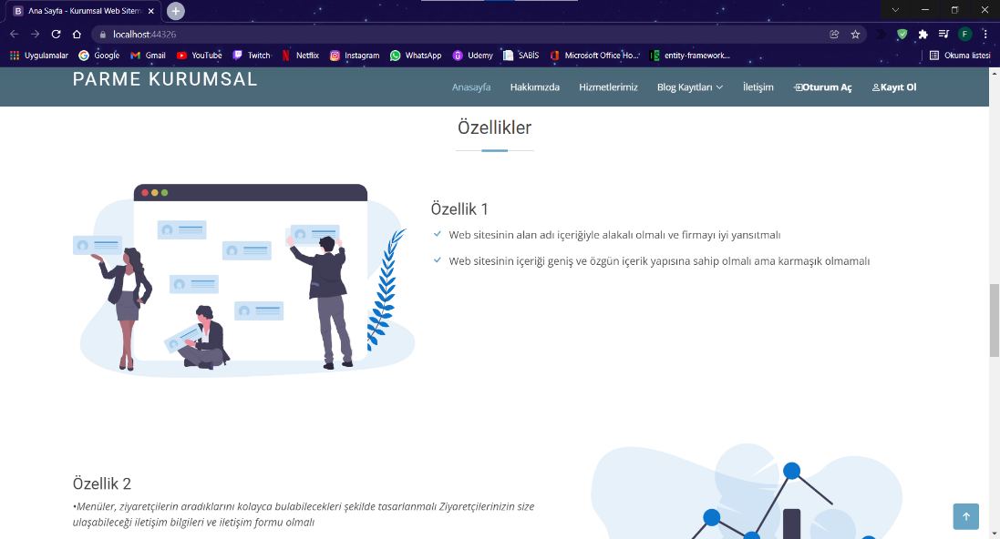 Ana Sayfa - Kurumsal Web Sitem
localhost:44326
F
Uygulamalar Google Gmail YouTube Twitch Netflix Instagram WhatsApp Udemy SABİS Microsoft Office Ho... entity-framework... Okuma listesi
PARME KURUMSAL
Anasayfa Hakkımızda Hizmetlerimiz Blog Kayıtları İletişim Oturum Aç Kayıt Ol
Özellikler
Özellik 1
Web sitesinin alan adı içeriğiyle alakalı olmalı ve firmayı iyi yansıtmalı
Web sitesinin içeriği geniş ve özgün içerik yapısına sahip olmalı ama karmaşık olmamalı
Özellik 2
•Menüler, ziyaretçilerin aradıklarını kolayca bulabilecekleri şekilde tasarlanmalı Ziyaretçilerinizin size
ulaşabileceği iletişim bilgileri ve iletişim formu olmalı